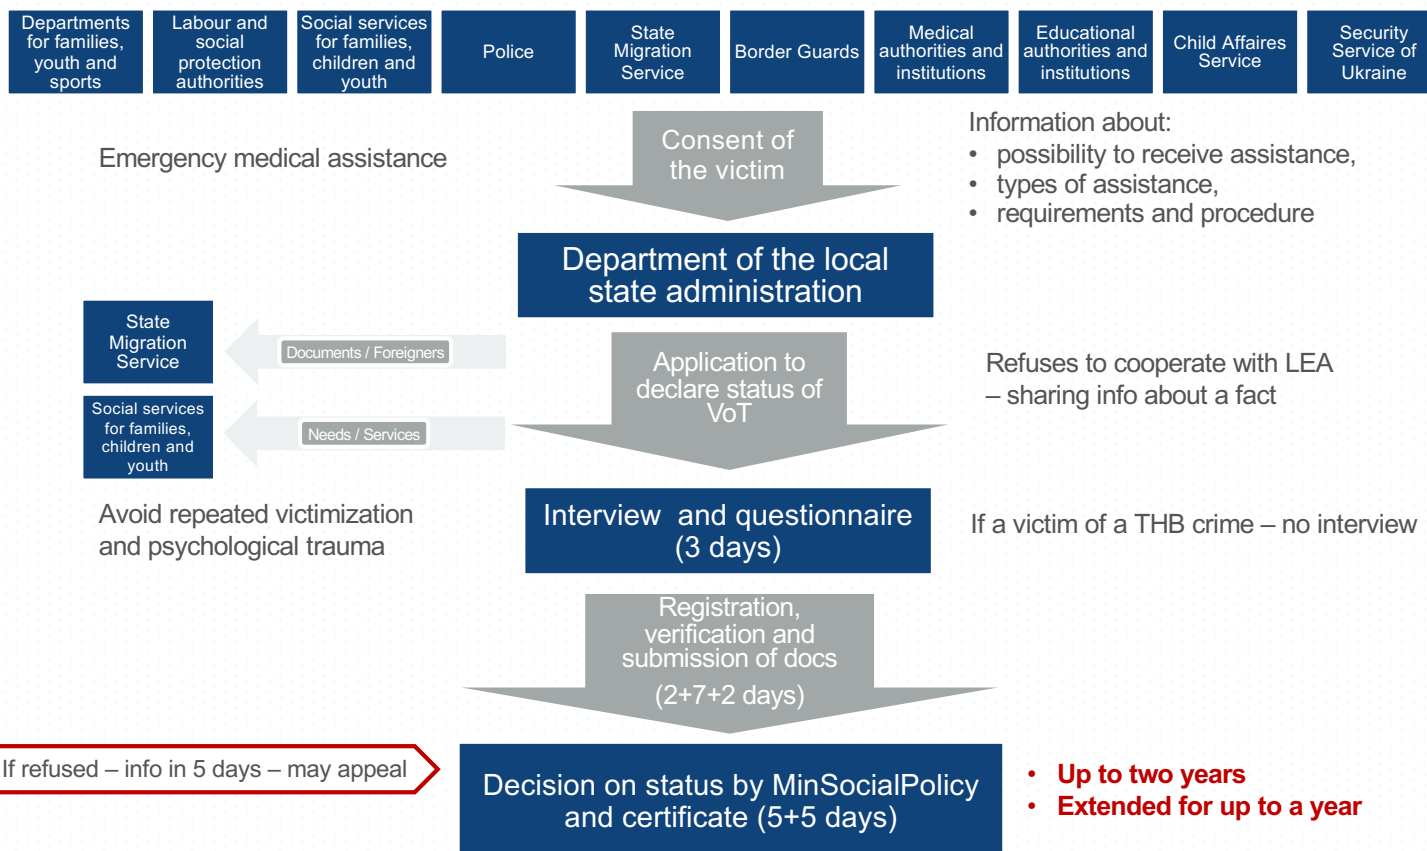 Departments
for families,
youth and
sports
Labour and
social
protection
authorities
Social services
for families,
children and
youth
Police
State
Migration
Service
Border Guards
Medical
authorities and
institutions
Educational
authorities and
institutions
Child Affaires
Service
Security
Service of
Ukraine
Emergency medical assistance
Consent of
the victim
Information about:
• possibility to receive assistance,
• types of assistance,
• requirements and procedure
Department of the local
state administration
State
Migration
Service
Documents / Foreigners
Application to
declare status of
VoT
Refuses to cooperate with LEA
– sharing info about a fact
Social services
for families,
children and
youth
Needs / Services
Avoid repeated victimization
and psychological trauma
Interview and questionnaire
(3 days)
If a victim of a THB crime – no interview
Registration,
verification and
submission of docs
(2+7+2 days)
If refused – info in 5 days – may appeal
Decision on status by MinSocialPolicy
and certificate (5+5 days)
• Up to two years
• Extended for up to a year